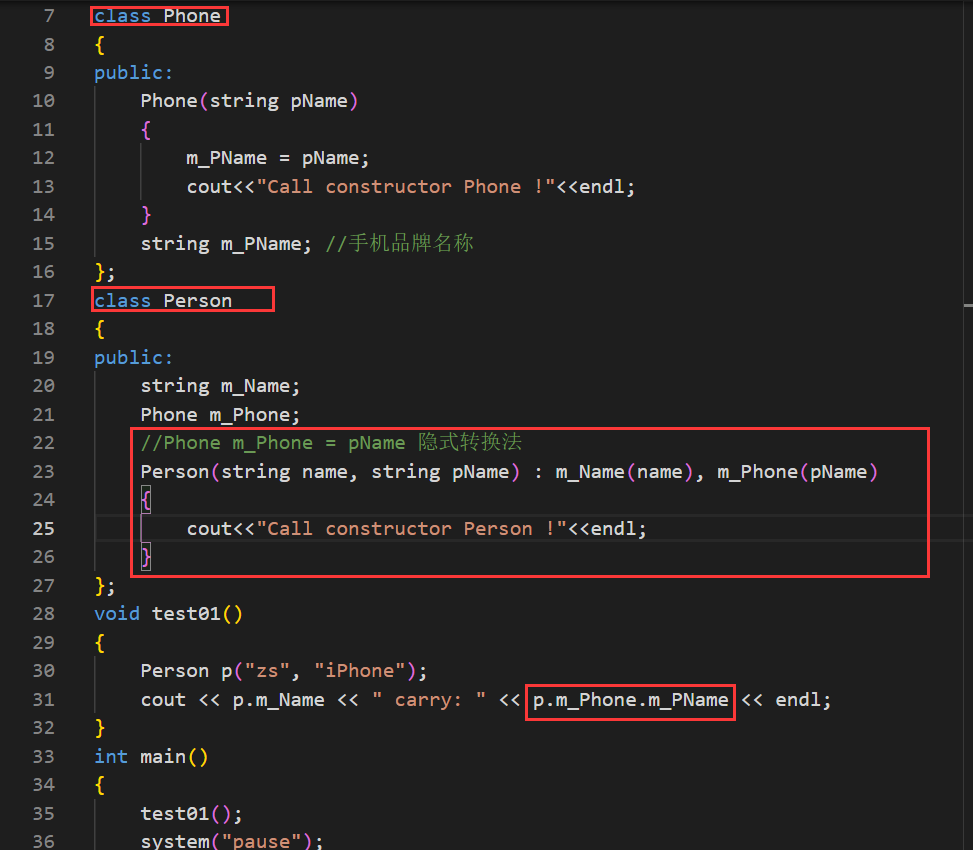 7 class Phone
8 {
9 public:
10 Phone(string pName)
11 {
12 m_PName = pName;
13 cout<<"Call constructor Phone !"<<endl;
14 }
15 string m_PName; //手机品牌名称
16 };
17 class Person
18 {
19 public:
20 string m_Name;
21 Phone m_Phone;
22 //Phone m_Phone = pName 隐式转换法
23 Person(string name, string pName) : m_Name(name), m_Phone(pName)
24 {
25 cout<<"Call constructor Person !"<<endl;
26 }
27 };
28 void test01()
29 {
30 Person p("zs", "iPhone");
31 cout << p.m_Name << " carry: " << p.m_Phone.m_PName << endl;
32 }
33 int main()
34 {
35 test01();
36 system("pause");